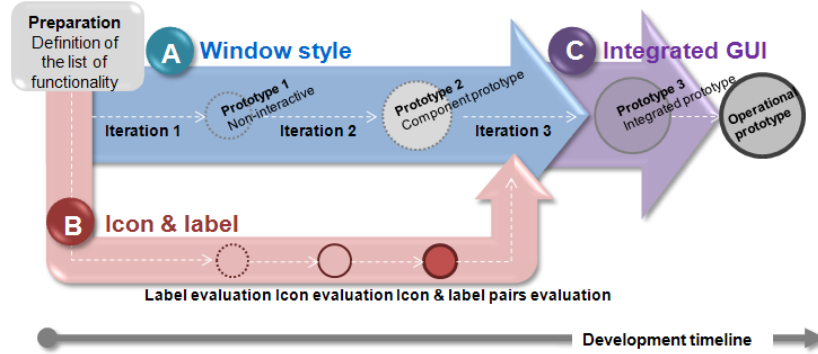 Preparation
Definition of
the list of
functionality
A Window style
C Integrated GUI
Prototype 1
Non-interactive
Prototype 2
Component prototype
Prototype 3
Integrated prototype
Operational
prototype
Iteration 1
Iteration 2
Iteration 3
B Icon & label
Label evaluation Icon evaluation Icon & label pairs evaluation
Development timeline